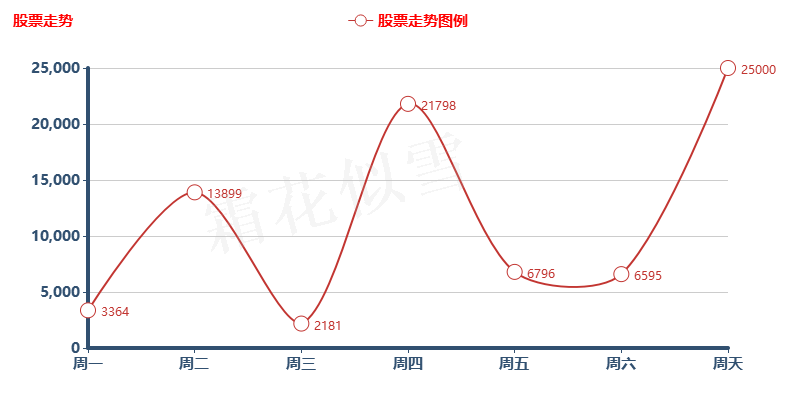 股票走势
股票走势图例
25,000
20,000
15,000
10,000
5,000
0
3364
13899
2181
21798
6796
6595
25000
周一
周二
周三
周四
周五
周六
周天
霜花似雪